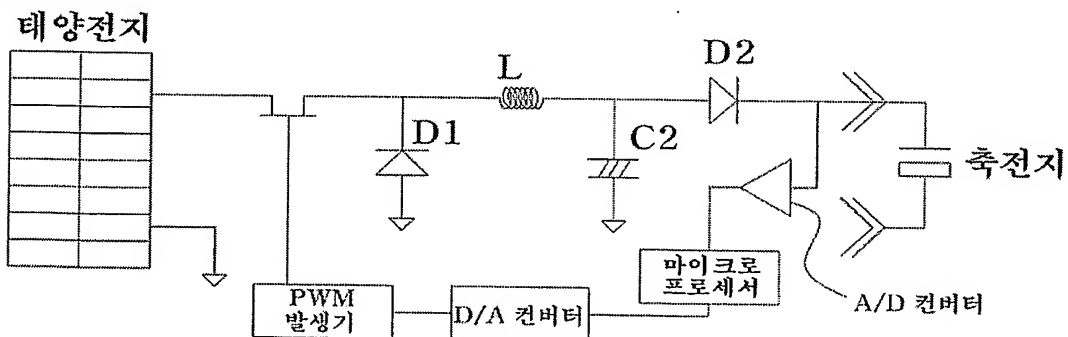 태양전지
L
D2
D1
C2
축전지
마이크로
프로세서
A/D 컨버터
PWM
발생기
D/A 컨버터